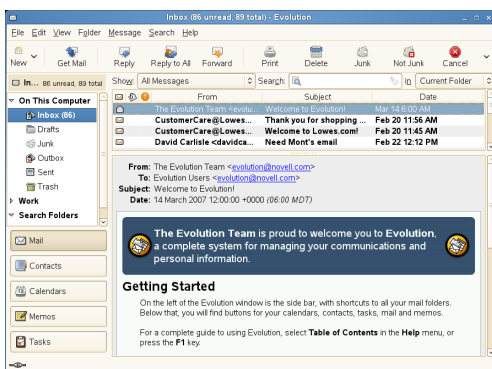 Inbox (86 unread, 89 total) - Evolution
File Edit View Folder Message Search Help
New Get Mail Reply Reply to All Forward Print Delete Junk Not Junk Cancel
In... 86 unread, 89 total Show: All Messages Search: in Current Folder
From Subject Date
The Evolution Team <evolu... Welcome to Evolution! Mar 14 6:00 AM
CustomerCare@Lowes... Thank you for shopping ... Feb 20 11:56 AM
CustomerCare@Lowes... Welcome to Lowes.com! Feb 20 11:45 AM
David Carlisle <davidca... Need Mont's email Feb 22 12:12 PM
On This Computer
Inbox (86)
Drafts
Junk
Outbox
Sent
Trash
Work
Search Folders
Mail
Contacts
Calendars
Memos
Tasks
From: The Evolution Team <evolution@novell.com>
To: Evolution Users <evolution@novell.com>
Subject: Welcome to Evolution!
Date: 14 March 2007 12:00:00 +0000 (06:00 MDT)
The Evolution Team is proud to welcome you to Evolution,
a complete system for managing your communications and
personal information.
Getting Started
On the left of the Evolution window is the side bar, with shortcuts to all your mail folders.
Below that, you will find buttons for your calendars, contacts, tasks, mail and memos.
For a complete guide to using Evolution, select Table of Contents in the Help menu, or
press the F1 key.